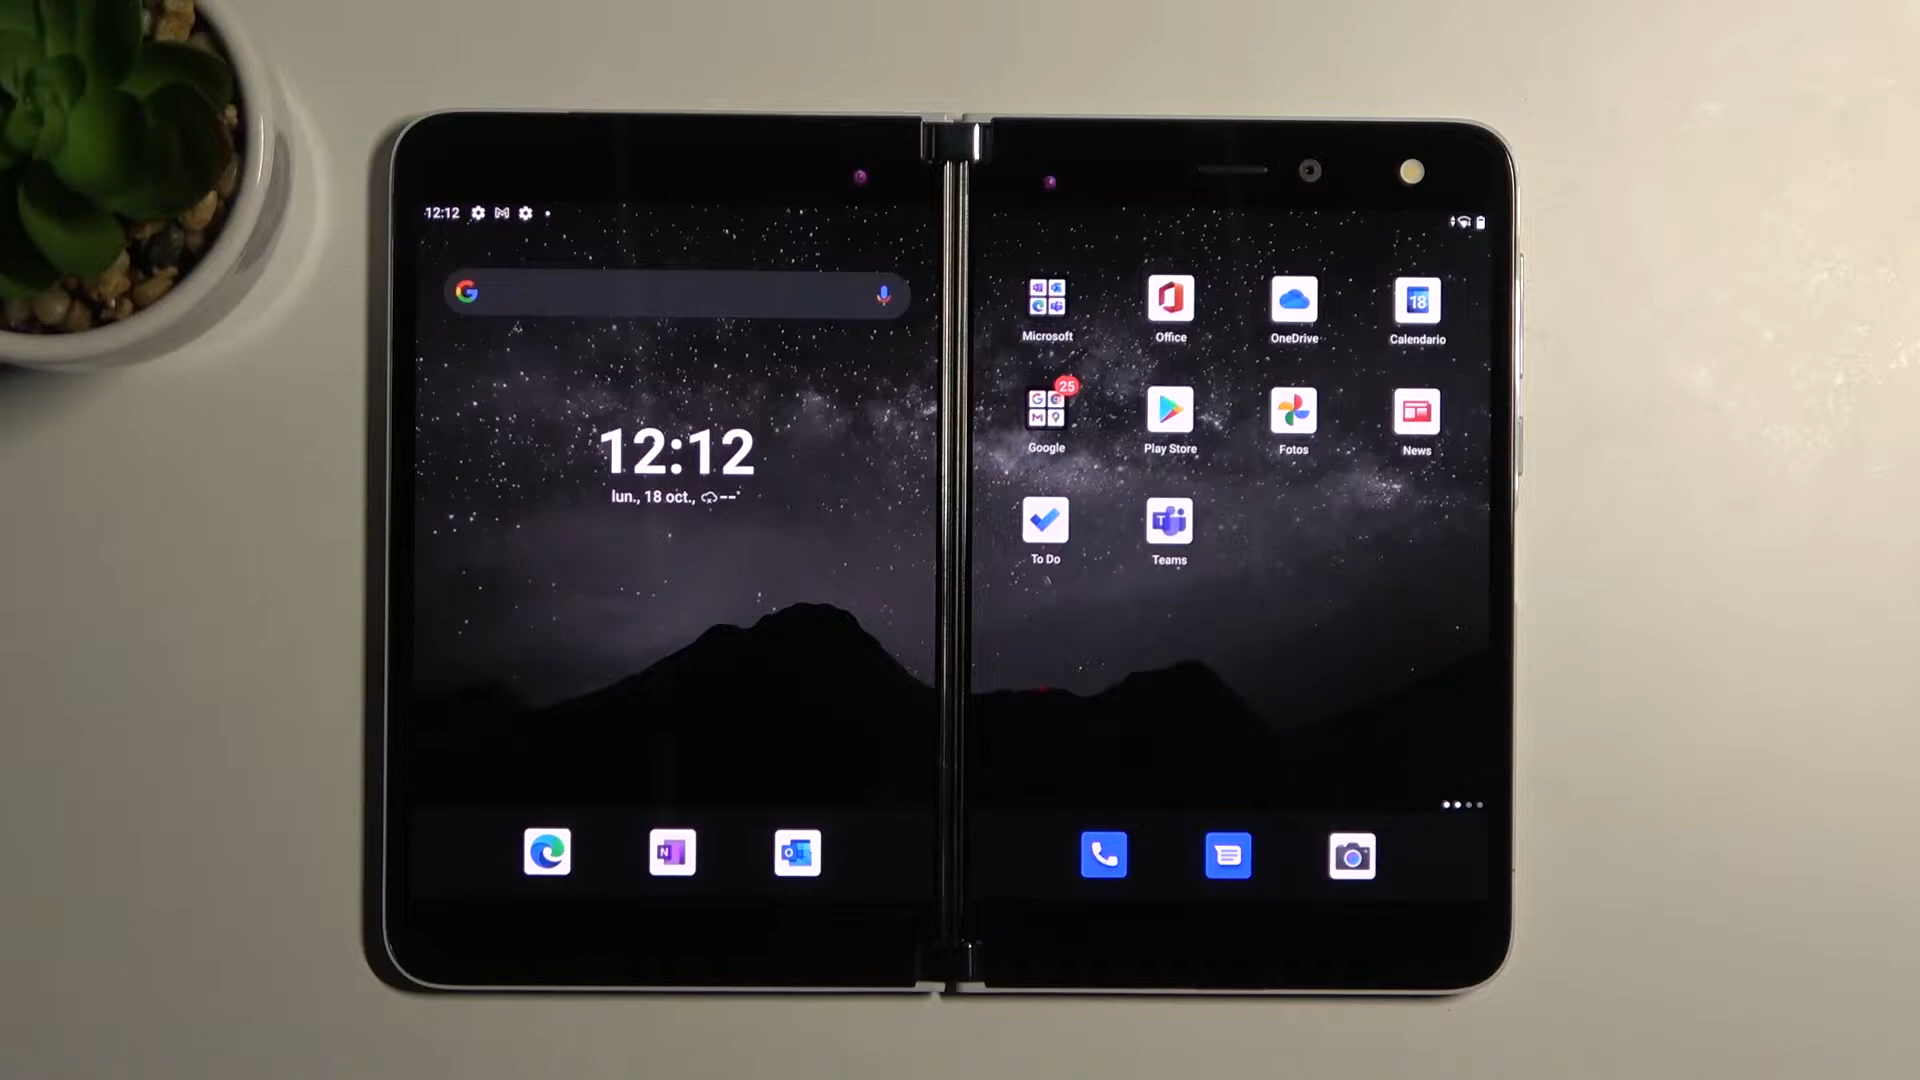 12:12
12:12
lun., 18 oct., --°
Microsoft
Office
OneDrive
18
Calendario
25
Google
Play Store
Fotos
News
To Do
T
Teams
N
O